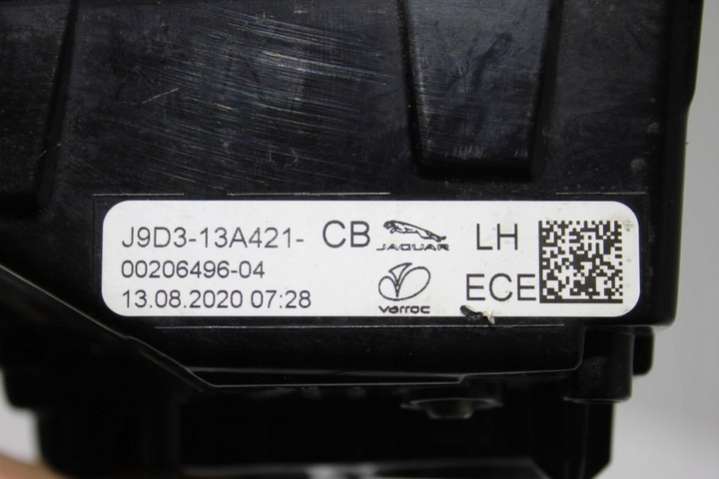 J9D3-13A421- CB JAGUAR LH
00206496-04
13.08.2020 07:28 varroc ECE